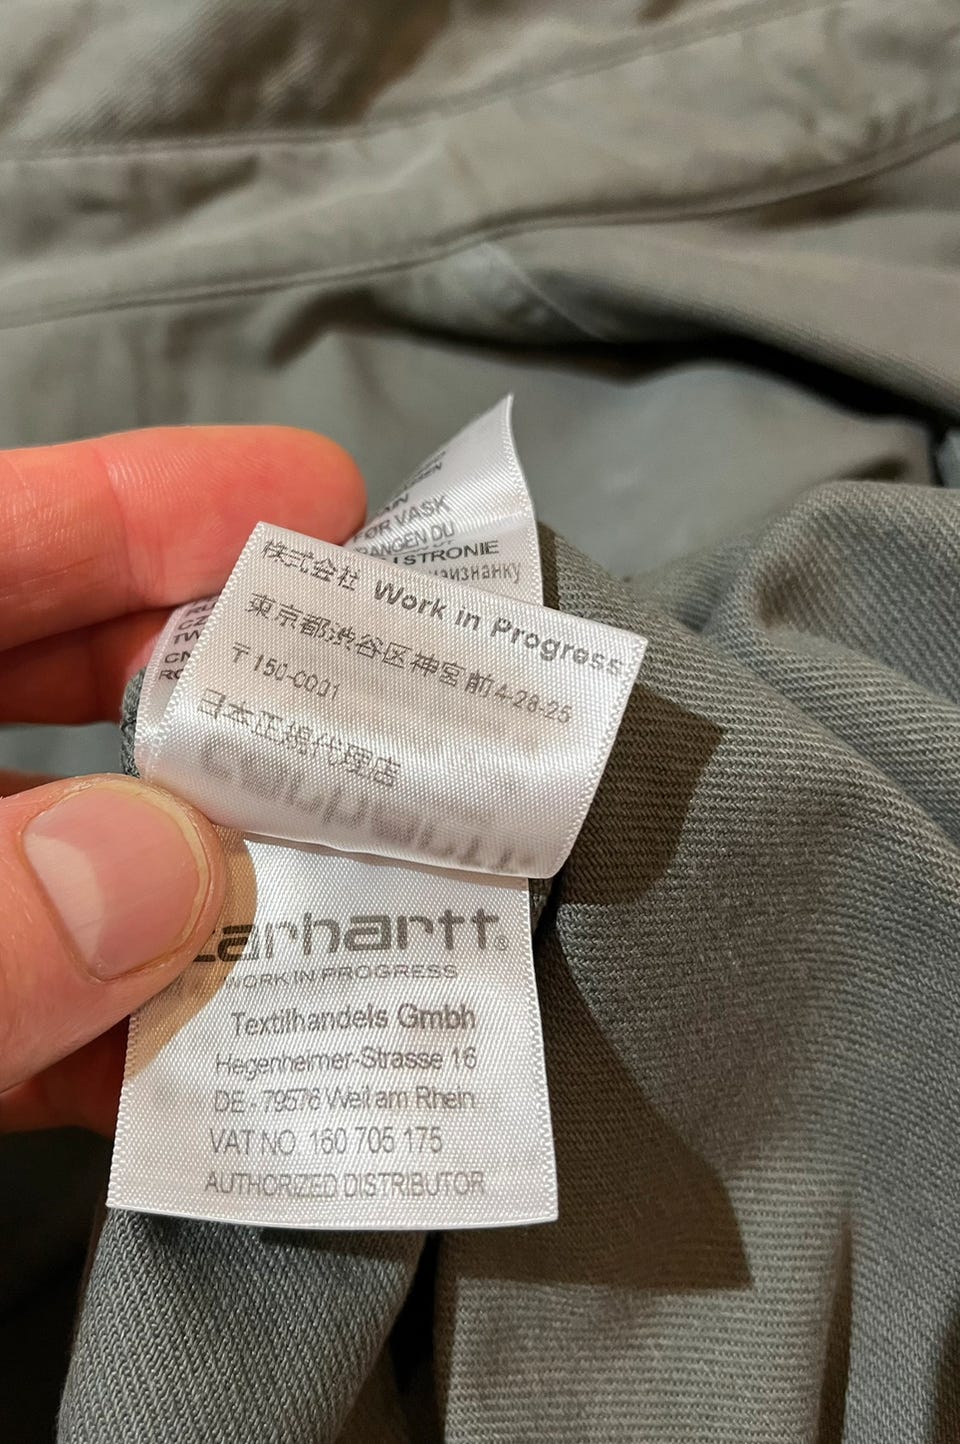 FØR VASK
STRONIE
株式会社 Work in Progress
東京都渋谷区神宮前4-28-25
〒150-0001
日本正規代理店
carhartt®
WORK IN PROGRESS
Textilhandels Gmbh
Hegenheimer-Strasse 16
DE - 79576 Weil am Rhein
VAT NO. 160 705 175
AUTHORIZED DISTRIBUTOR